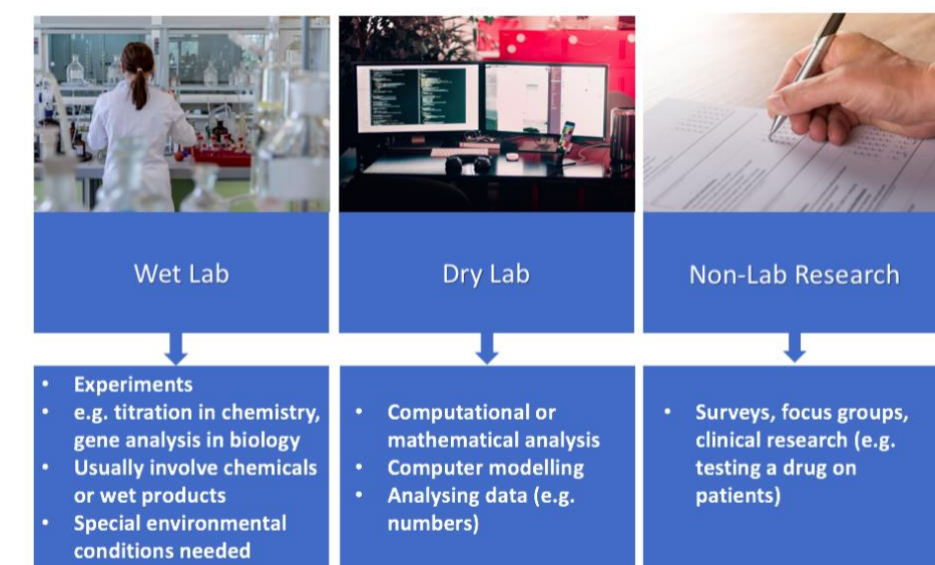 Wet Lab
Dry Lab
Non-Lab Research
• Experiments
• e.g. titration in chemistry,
gene analysis in biology
• Usually involve chemicals
or wet products
• Special environmental
conditions needed
• Computational or
mathematical analysis
• Computer modelling
• Analysing data (e.g.
numbers)
• Surveys, focus groups,
clinical research (e.g.
testing a drug on
patients)